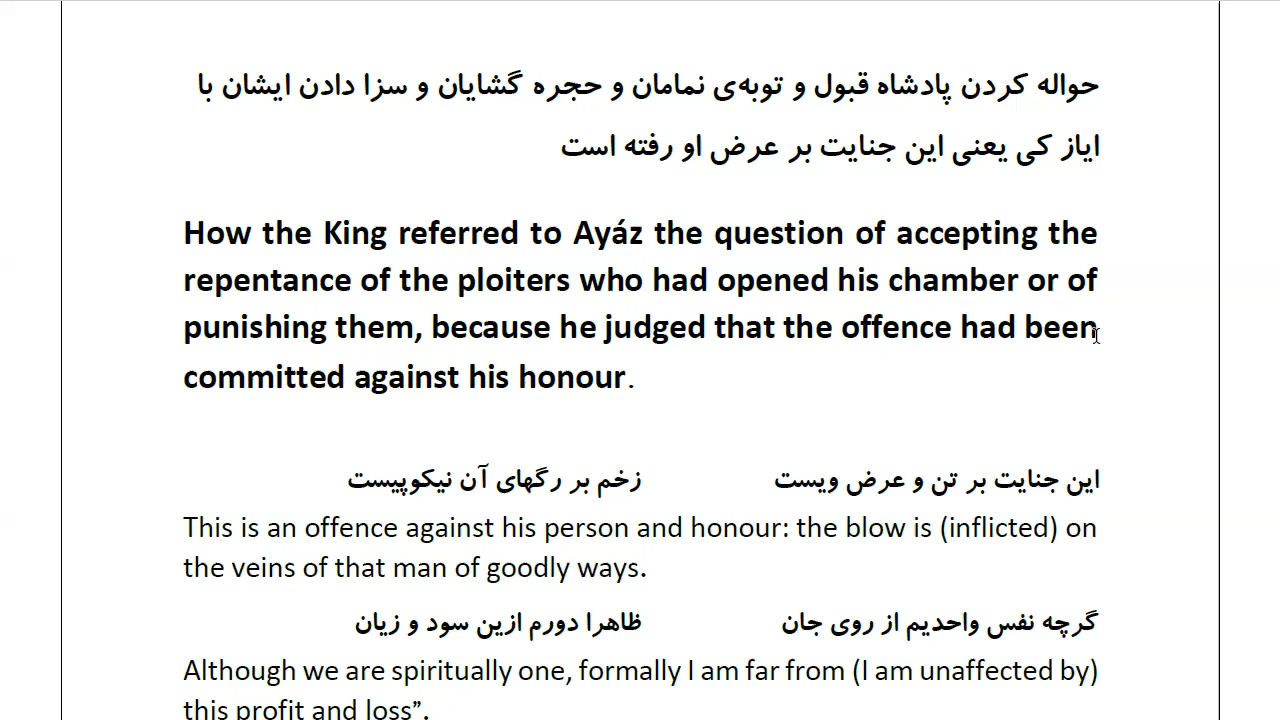 حواله کردن پادشاه قبول و توبه‌ی نمامان و حجره گشایان و سزا دادن ایشان با
ایاز کی یعنی این جنایت بر عرض او رفته است
How the King referred to Ayáz the question of accepting the
repentance of the ploiters who had opened his chamber or of
punishing them, because he judged that the offence had been
committed against his honour.
این جنایت بر تن و عرض ویست زخم بر رگهای آن نیکوپیست
This is an offence against his person and honour: the blow is (inflicted) on
the veins of that man of goodly ways.
گرچه نفس واحدیم از روی جان ظاهرا دورم ازین سود و زیان
Although we are spiritually one, formally I am far from (I am unaffected by)
this profit and loss”.